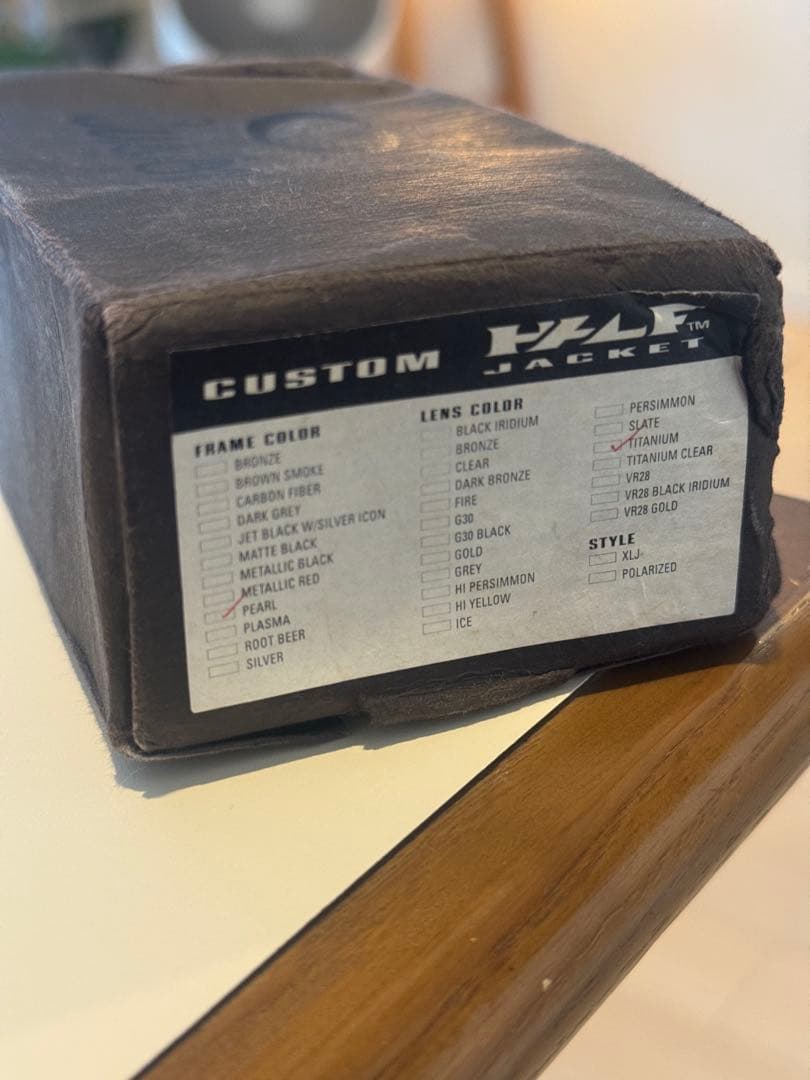 CUSTOM HALF™
JACKET
FRAME COLOR
BRONZE
BROWN SMOKE
CARBON FIBER
DARK GREY
JET BLACK W/SILVER ICON
MATTE BLACK
METALLIC BLACK
METALLIC RED
PEARL
PLASMA
ROOT BEER
SILVER
LENS COLOR
BLACK IRIDIUM
BRONZE
CLEAR
DARK BRONZE
FIRE
G30
G30 BLACK
GOLD
GREY
HI PERSIMMON
HI YELLOW
ICE
PERSIMMON
SLATE
TITANIUM
TITANIUM CLEAR
VR28
VR28 BLACK IRIDIUM
VR28 GOLD
STYLE
XLJ
POLARIZED